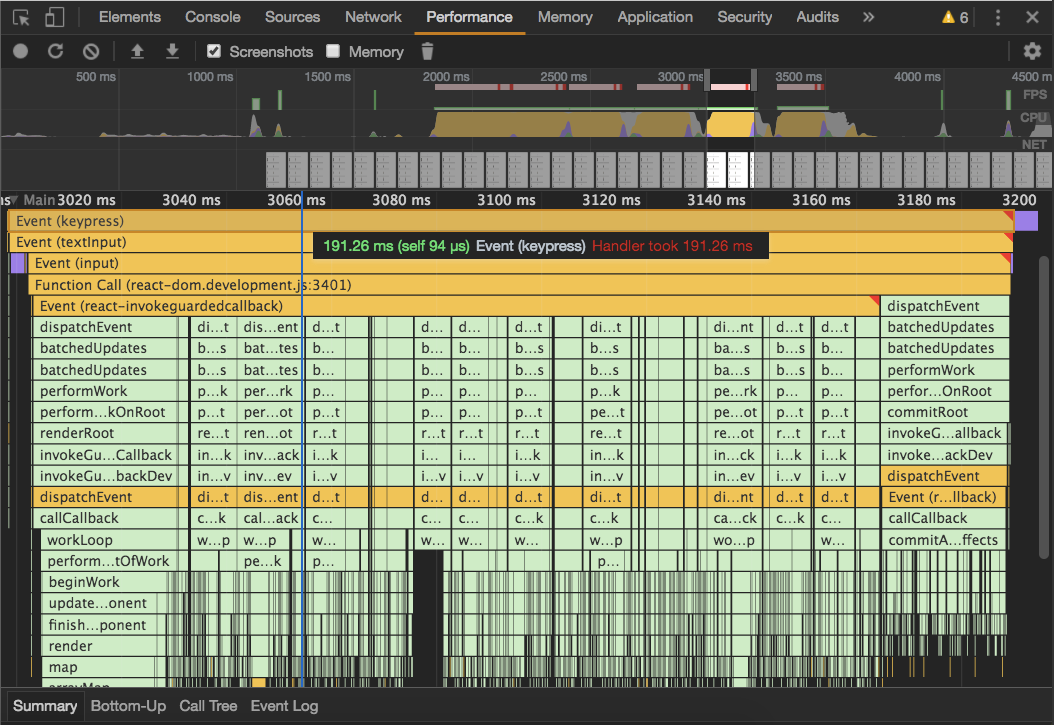 Elements Console Sources Network Performance Memory Application Security Audits » 6
Screenshots Memory
500 ms 1000 ms 1500 ms 2000 ms 2500 ms 3000 ms 3500 ms 4000 ms 4500 m
FPS
CPU
NET
ns Main 3020 ms 3040 ms 3060 ms 3080 ms 3100 ms 3120 ms 3140 ms 3160 ms 3180 ms 3200
Event (keypress)
Event (textInput)
191.26 ms (self 94 µs) Event (keypress) Handler took 191.26 ms
Event (input)
Function Call (react-dom.development.js:3401)
Event (react-invokeguardedcallback) dispatchEvent
dispatchEvent di…t dis…ent d…t d… d… d…t di…t di…nt d…t d…t batchedUpdates
batchedUpdates b…s bat…tes b… b… b… b…s b…s ba…s b…s b… batchedUpdates
batchedUpdates b…s bat…tes b… b… b… b…s b…s ba…s b…s b… performWork
performWork p…k per…rk p… p… p… p… p…k pe…rk p… p… perfor…OnRoot
perform…kOnRoot p…t per…ot p… p… p… p…t pe…t pe…ot p…t p… commitRoot
renderRoot re…t ren…ot r…t r…t r…t r…t re…t re…ot r…t r…t invokeG…allback
invokeGu…Callback in…k inv…ack i…k i… i… i…k in…k in…ck i…k i… invoke…ackDev
invokeGu…backDev in…v inv…ev i…v i…v i…v i…v in…v in…ev i…v i…v dispatchEvent
dispatchEvent di…t dis…ent d…t d… d… d…t di…t di…nt d…t d…t Event (r…llback)
callCallback c…k cal…ack c… c… c… c…k c…k ca…ck c…k c… callCallback
workLoop w…p w…p w… w… w… w… w…p wo…p w…p w… commitA…ffects
perform…tOfWork pe…k p… p…
beginWork
update…onent
finish…ponent
render
map
arrayMap
Summary Bottom-Up Call Tree Event Log